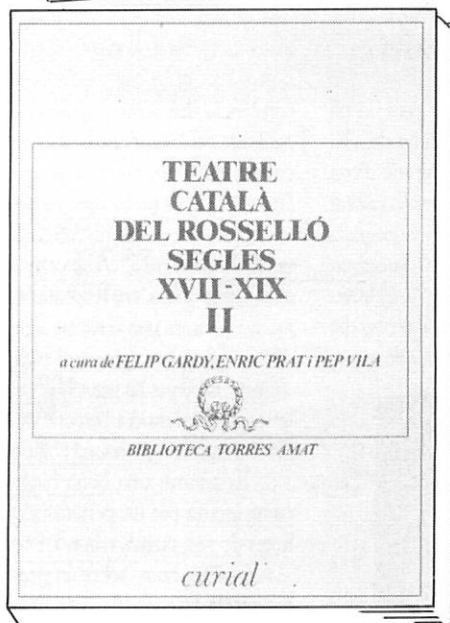 TEATRE
CATALÀ
DEL ROSSELLÓ
SEGLES
XVII-XIX
II
a cura de FELIP GARDY, ENRIC PRAT i PEP VILA
BIBLIOTECA TORRES AMAT
curial